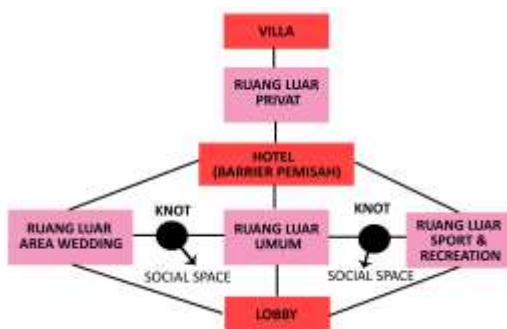 VILLA
RUANG LUAR
PRIVAT
HOTEL
(BARRIER PEMISAH)
RUANG LUAR
AREA WEDDING
KNOT
SOCIAL SPACE
RUANG LUAR
UMUM
KNOT
SOCIAL SPACE
RUANG LUAR
SPORT &
RECREATION
LOBBY